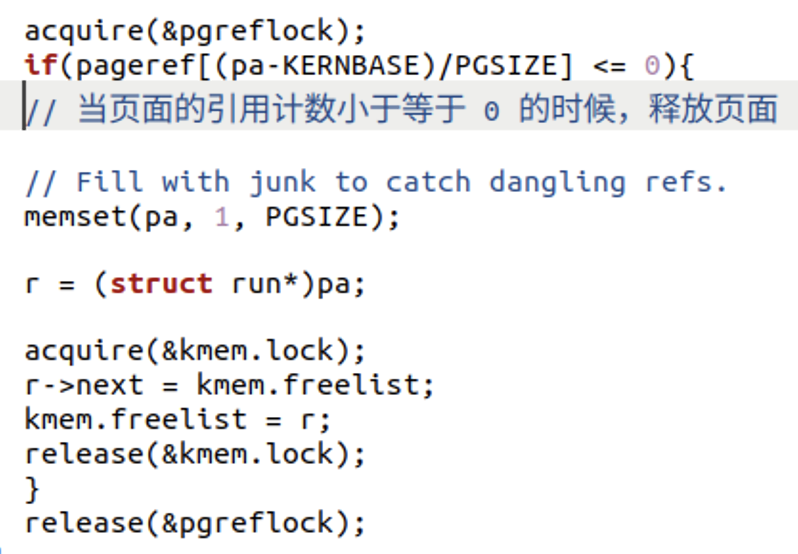 acquire(&pgreflock);
if(pageref[(pa-KERNBASE)/PGSIZE] <= 0){
// 当页面的引用计数小于等于 0 的时候，释放页面
// Fill with junk to catch dangling refs.
memset(pa, 1, PGSIZE);
r = (struct run*)pa;
acquire(&kmem.lock);
r->next = kmem.freelist;
kmem.freelist = r;
release(&kmem.lock);
}
release(&pgreflock);